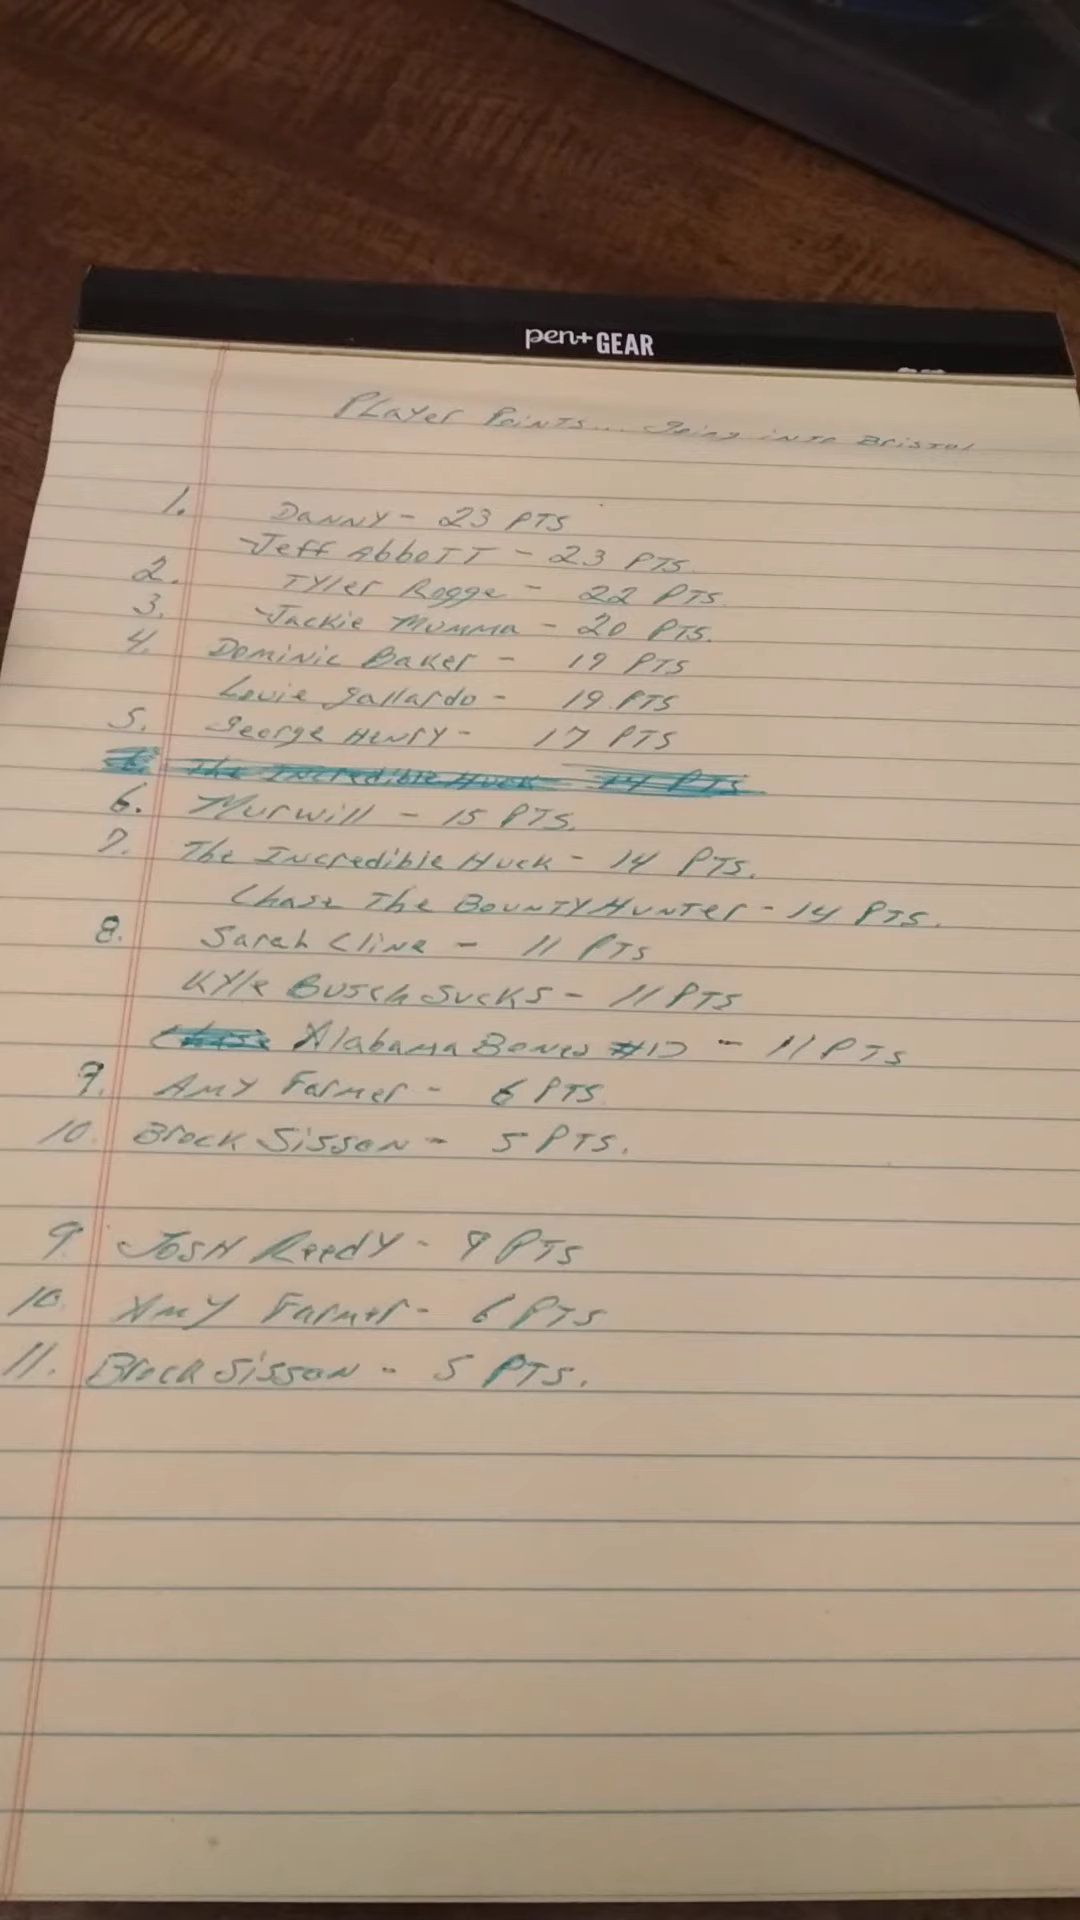 pen+GEAR
Player Points... Going into Bristol
1. Danny - 23 PTS
Jeff Abbott - 23 PTS
2. Tyler Rogge - 22 PTS
3. Jackie Mumma - 20 PTS.
4. Dominic Baker - 19 PTS
Louie Gallardo - 19 PTS
5. George Henry - 17 PTS
The Incredible Huck 14 PTS
6. Murwill - 15 PTS.
7. The Incredible Huck - 14 PTS.
Chase The Bounty Hunter - 14 PTS.
8. Sarah Cline - 11 PTS
Kyle Busch Sucks - 11 PTS
Alabama Bones #17 - 11 PTS
9. Amy Farmer - 6 PTS
10. Brock Sisson - 5 PTS.
9. Josh Reedy - 9 PTS
10. Amy Farmer - 6 PTS
11. Brock Sisson - 5 PTS.